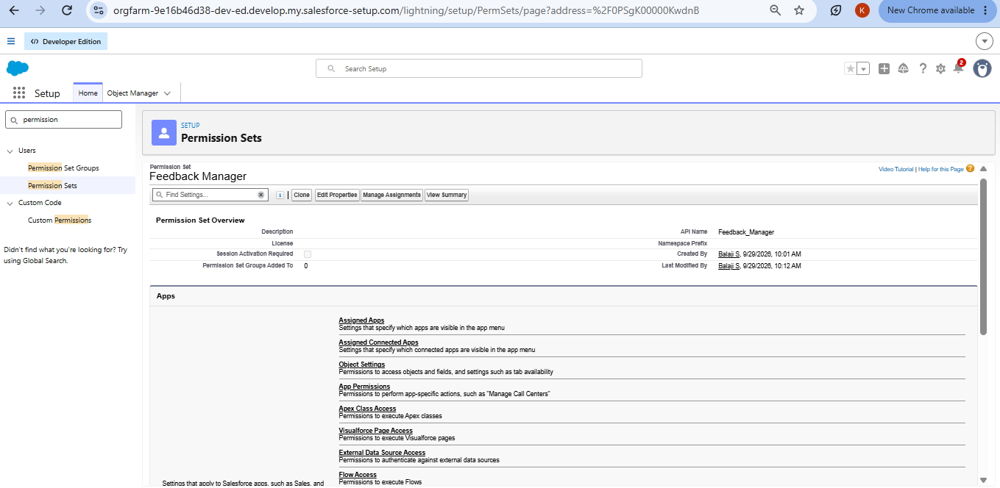 orgfarm-9e16b46d38-dev-ed.develop.my.salesforce-setup.com/lightning/setup/PermSets/page?address=%2F0PSgK00000KwdnB
K
New Chrome available
Developer Edition
Search Setup
2
Setup
Home
Object Manager
permission
Users
Permission Set Groups
Permission Sets
Custom Code
Custom Permissions
Didn't find what you're looking for? Try
using Global Search.
SETUP
Permission Sets
Permission Set
Feedback Manager
Video Tutorial | Help for this Page
Find Settings...
Clone
Edit Properties
Manage Assignments
View Summary
Permission Set Overview
Description
API Name Feedback_Manager
License
Namespace Prefix
Session Activation Required
Created By Balaji S, 9/29/2026, 10:01 AM
Permission Set Groups Added To 0
Last Modified By Balaji S, 9/29/2026, 10:12 AM
Apps
Assigned Apps
Settings that specify which apps are visible in the app menu
Assigned Connected Apps
Settings that specify which connected apps are visible in the app menu
Object Settings
Permissions to access objects and fields, and settings such as tab availability
App Permissions
Permissions to perform app-specific actions, such as "Manage Call Centers"
Apex Class Access
Permissions to execute Apex classes
Visualforce Page Access
Permissions to execute Visualforce pages
External Data Source Access
Permissions to authenticate against external data sources
Flow Access
Permissions to execute Flows
Settings that apply to Salesforce apps, such as Sales, and